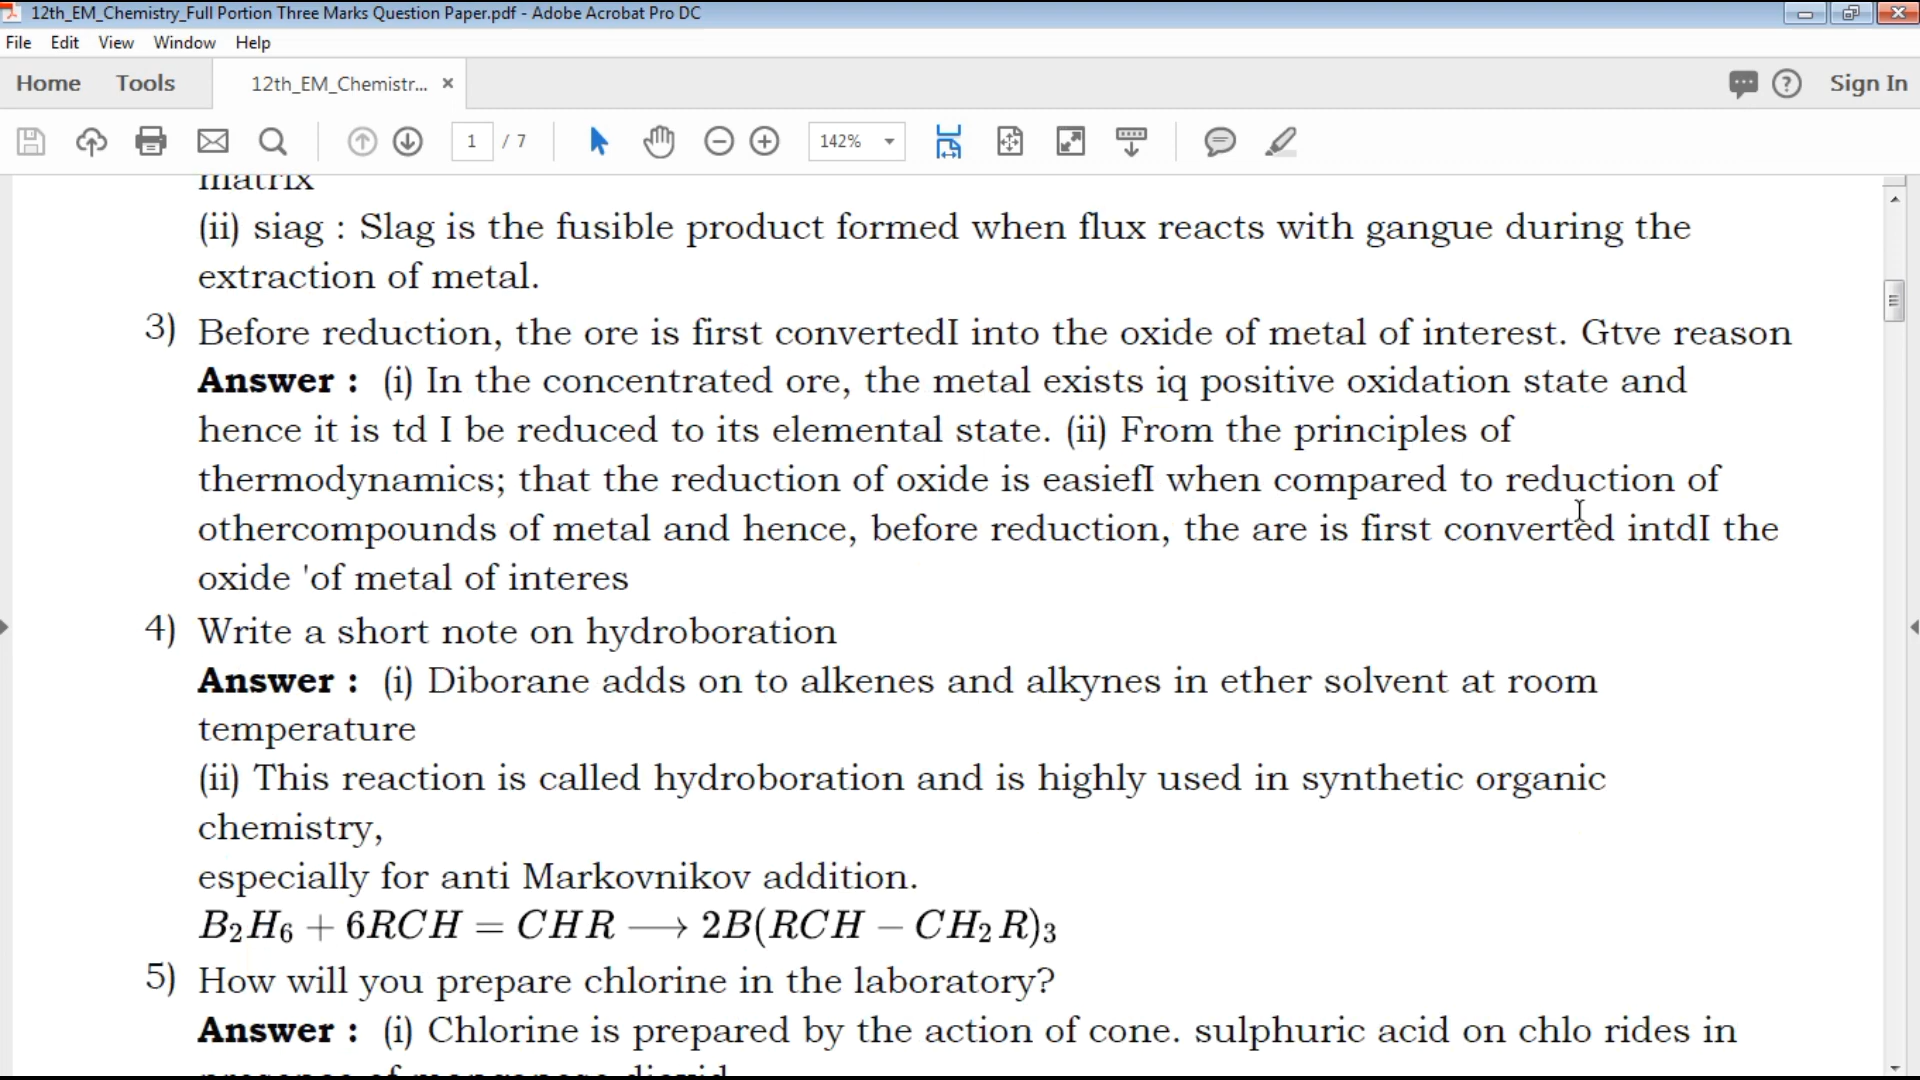 12th_EM_Chemistry_Full Portion Three Marks Question Paper.pdf - Adobe Acrobat Pro DC
File Edit View Window Help
Home Tools 12th_EM_Chemistr... × Sign In
1 / 7 142%
matrix
(ii) siag : Slag is the fusible product formed when flux reacts with gangue during the
extraction of metal.
3) Before reduction, the ore is first convertedI into the oxide of metal of interest. Gtve reason
Answer : (i) In the concentrated ore, the metal exists iq positive oxidation state and
hence it is td I be reduced to its elemental state. (ii) From the principles of
thermodynamics; that the reduction of oxide is easiefI when compared to reduction of
othercompounds of metal and hence, before reduction, the are is first converted intdI the
oxide 'of metal of interes
4) Write a short note on hydroboration
Answer : (i) Diborane adds on to alkenes and alkynes in ether solvent at room
temperature
(ii) This reaction is called hydroboration and is highly used in synthetic organic
chemistry,
especially for anti Markovnikov addition.
B₂H₆ + 6RCH = CHR ⟶ 2B(RCH − CH₂R)₃
5) How will you prepare chlorine in the laboratory?
Answer : (i) Chlorine is prepared by the action of cone. sulphuric acid on chlo rides in